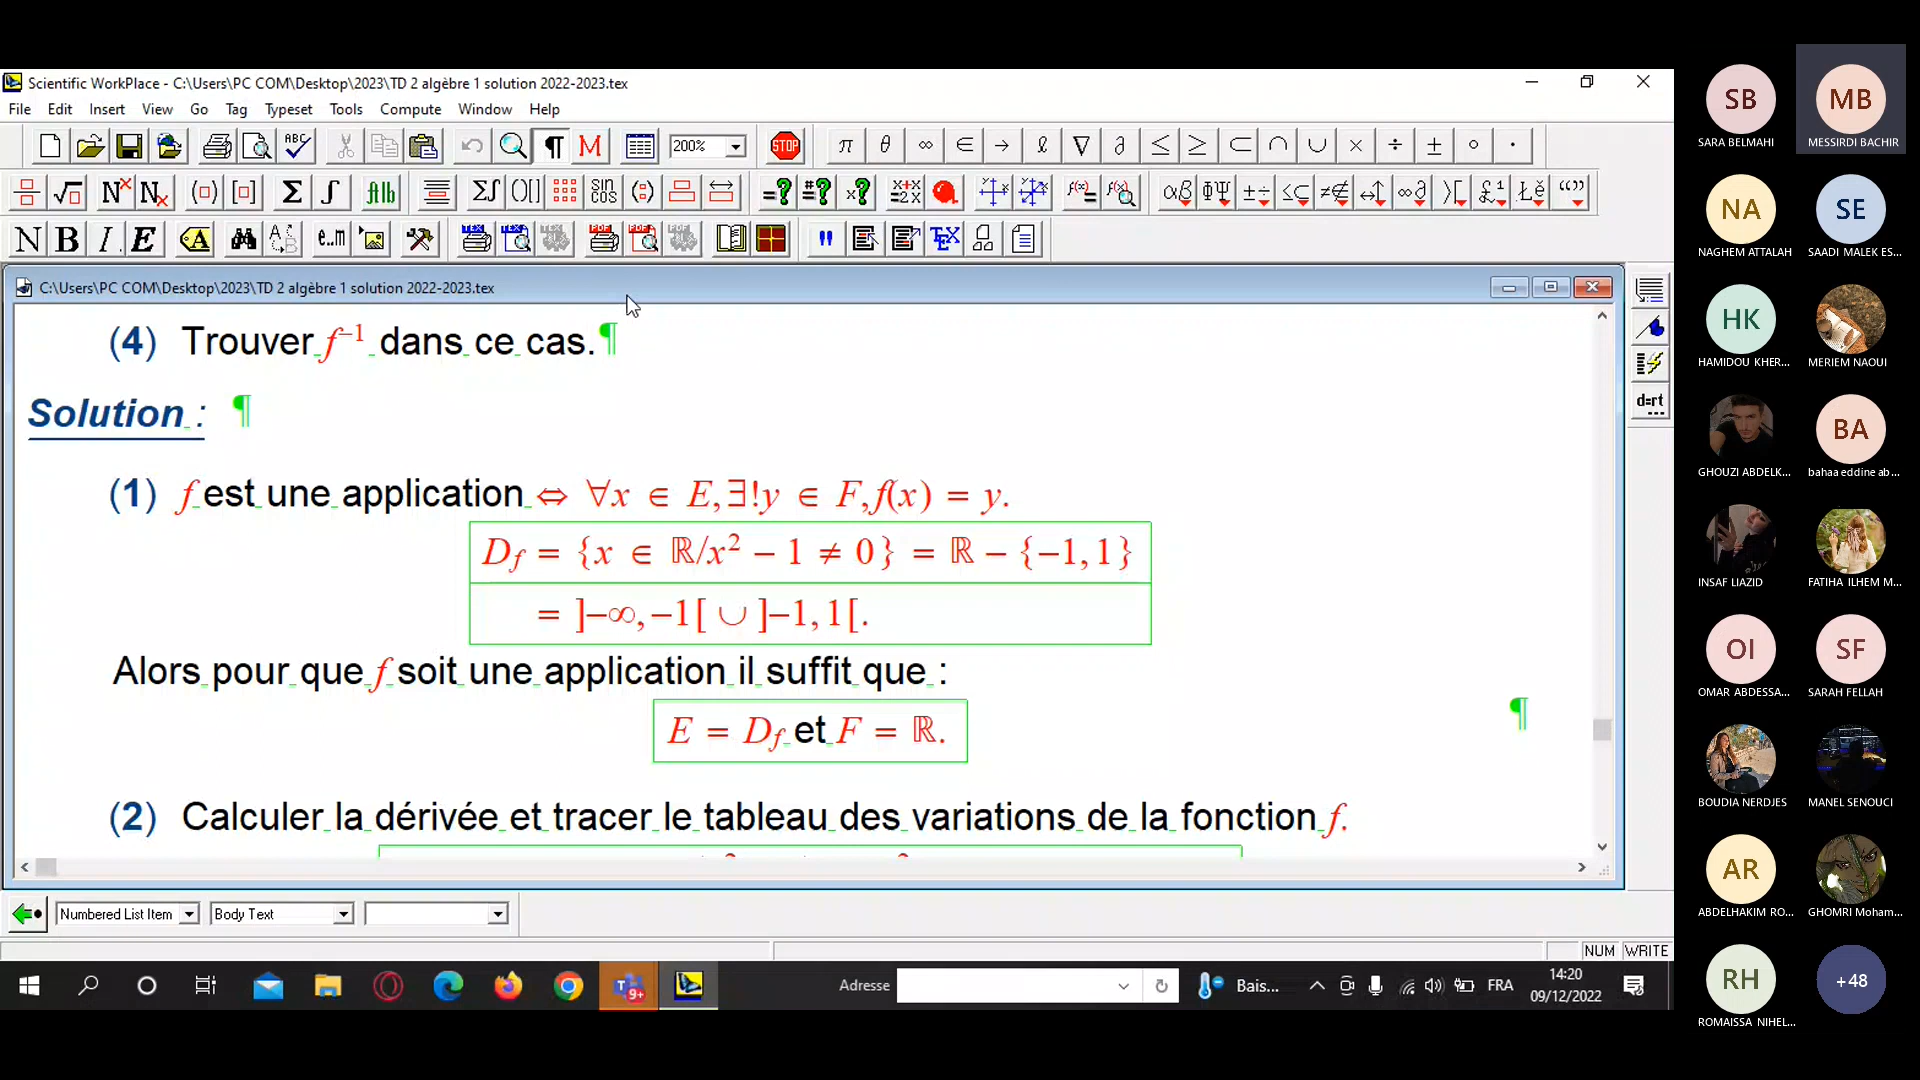 Scientific WorkPlace - C:\Users\PC COM\Desktop\2023\TD 2 algèbre 1 solution 2022-2023.tex
File Edit Insert View Go Tag Typeset Tools Compute Window Help
200%
STOP
C:\Users\PC COM\Desktop\2023\TD 2 algèbre 1 solution 2022-2023.tex
(4) Trouver f⁻¹ dans ce cas.¶
Solution : ¶
(1) f est une application ⇔ ∀x ∈ E, ∃!y ∈ F, f(x) = y.
D_f = {x ∈ ℝ/x² − 1 ≠ 0} = ℝ − {−1, 1}
= ]−∞, −1[ ∪ ]−1, 1[.
Alors pour que f soit une application il suffit que :
E = D_f et F = ℝ.
¶
(2) Calculer la dérivée et tracer le tableau des variations de la fonction f.
Numbered List Item Body Text
NUM WRITE
Adresse
Bais...
FRA
14:20
09/12/2022
SB
SARA BELMAHI
MB
MESSIRDI BACHIR
NA
NAGHEM ATTALAH
SE
SAADI MALEK ES...
HK
HAMIDOU KHER...
MERIEM NAOUI
GHOUZI ABDELK...
BA
bahaa eddine ab...
INSAF LIAZID
FATIHA ILHEM M...
OI
OMAR ABDESSA...
SF
SARAH FELLAH
BOUDIA NERDJES
MANEL SENOUCI
AR
ABDELHAKIM RO...
GHOMRI Moham...
RH
ROMAISSA NIHEL...
+48